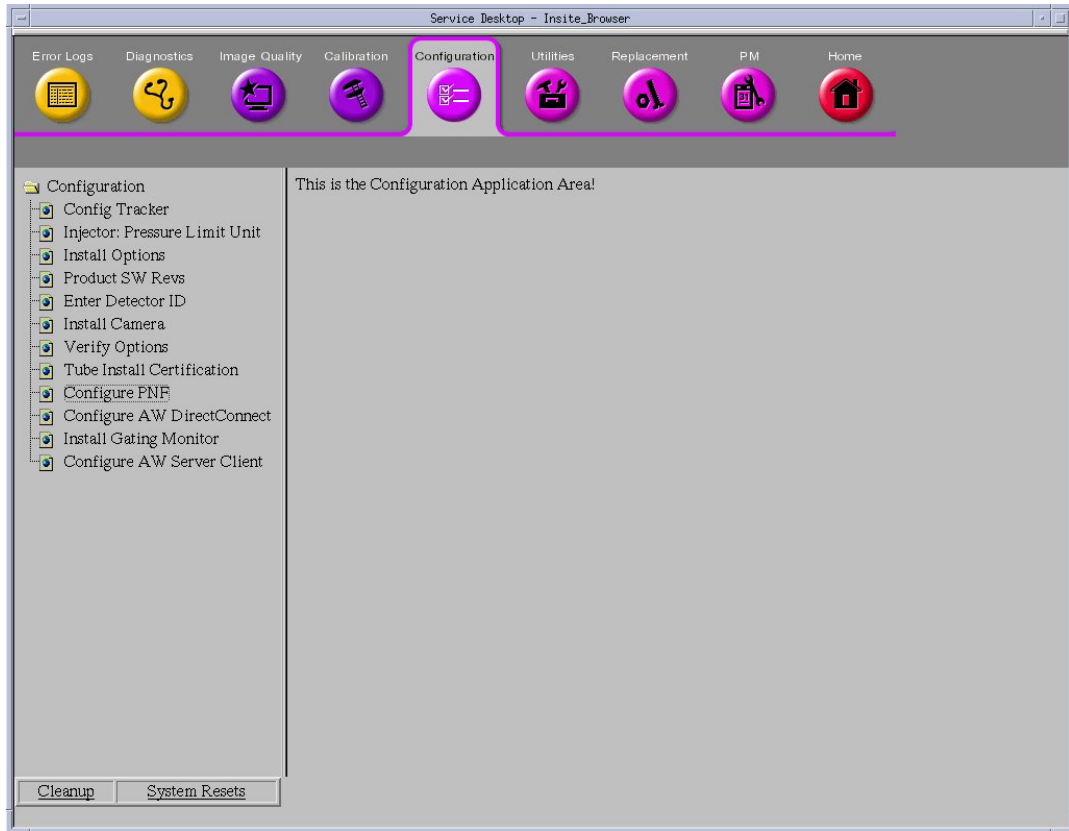 Service Desktop - Insite_Browser
Error Logs
Diagnostics
Image Quality
Calibration
Configuration
Utilities
Replacement
PM
Home
31
Configuration
Config Tracker
Injector: Pressure Limit Unit
Install Options
Product SW Revs
Enter Detector ID
Install Camera
Verify Options
Tube Install Certification
Configure PNF
Configure AW DirectConnect
Install Gating Monitor
Configure AW Server Client
This is the Configuration Application Area!
Cleanup
System Resets